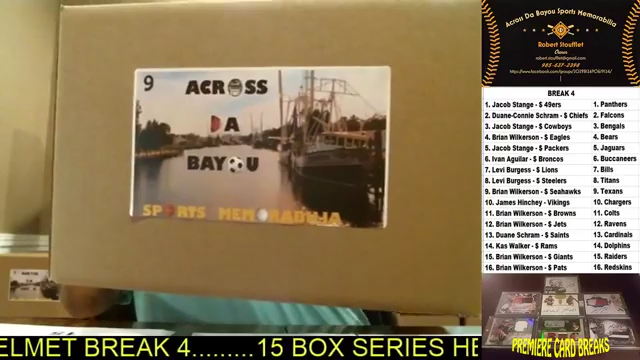 9
ACROSS
DA
BAYOU
SPORTS MEMORABILIA
Across Da Bayou Sports Memorabilia
Robert Stoufflet
Owner
985-637-2398
BREAK 4
1. Jacob Stange - $ 49ers 1. Panthers
2. Duane-Connie Schram - $ Chiefs 2. Falcons
3. Jacob Stange - $ Cowboys 3. Bengals
4. Brian Wilkerson - $ Eagles 4. Bears
5. Jacob Stange - $ Packers 5. Jaguars
6. Ivan Aguilar - $ Broncos 6. Buccaneers
7. Levi Burgess - $ Lions 7. Bills
8. Levi Burgess - $ Steelers 8. Titans
9. Brian Wilkerson - $ Seahawks 9. Texans
10. James Hinchey - Vikings 10. Chargers
11. Brian Wilkerson - $ Browns 11. Colts
12. Brian Wilkerson - $ Jets 12. Ravens
13. Duane Schram - $ Saints 13. Cardinals
14. Kas Walker - $ Rams 14. Dolphins
15. Brian Wilkerson - $ Giants 15. Raiders
16. Brian Wilkerson - $ Pats 16. Redskins
PREMIERE CARD BREAKS
ELMET BREAK 4.........15 BOX SERIES HE